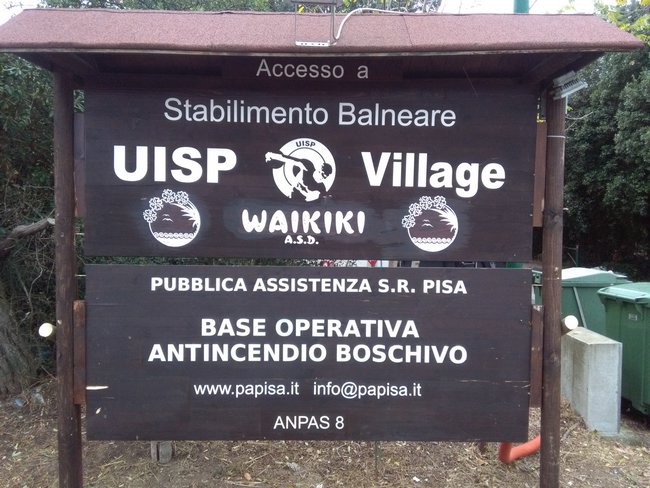 Accesso a
Stabilimento Balneare
UISP
UISP Village
WAIKIKI
A.S.D.
PUBBLICA ASSISTENZA S.R. PISA
BASE OPERATIVA
ANTINCENDIO BOSCHIVO
www.papisa.it info@papisa.it
ANPAS 8